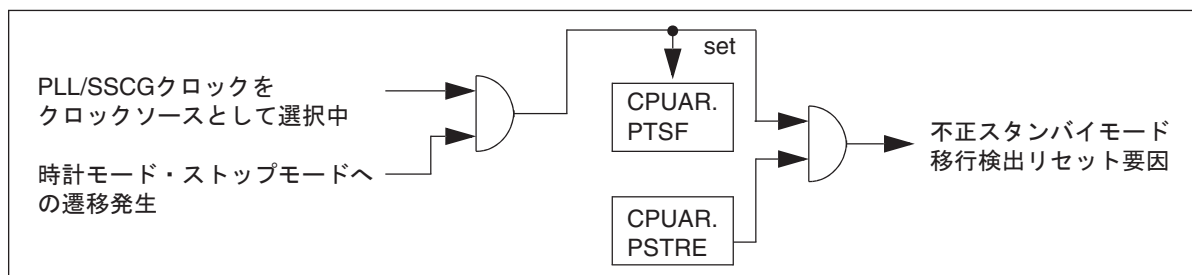 PLL/SSCGクロックを
クロックソースとして選択中
時計モード・ストップモードへ
の遷移発生
set
CPUAR.
PTSF
CPUAR.
PSTRE
不正スタンバイモード
移行検出リセット要因